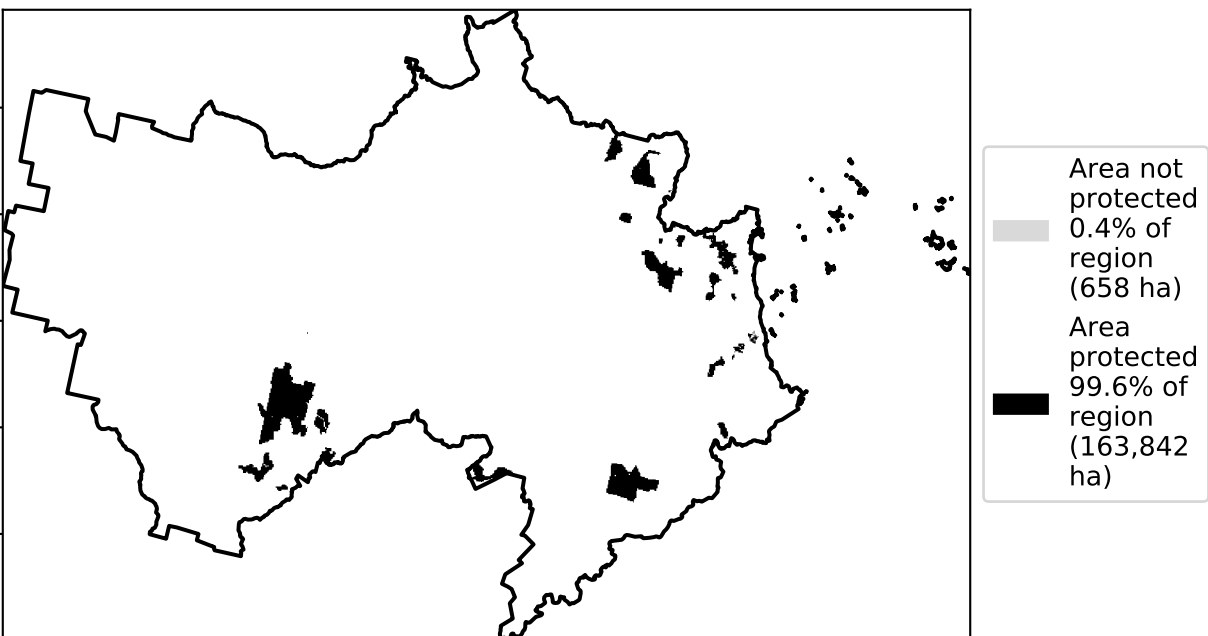 Area not
protected
0.4% of
region
(658 ha)
Area
protected
99.6% of
region
(163,842
ha)